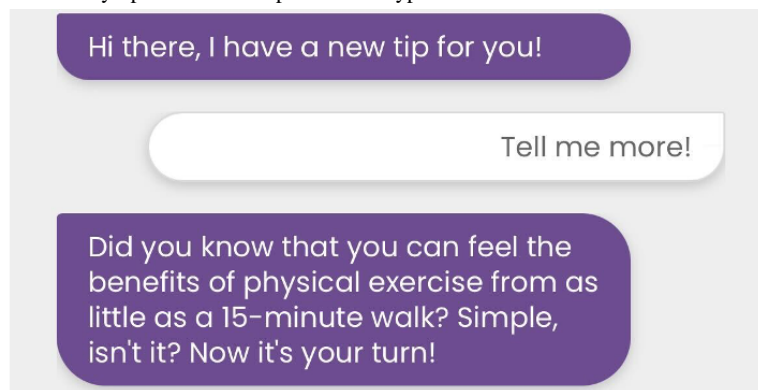 Hi there, I have a new tip for you!
Tell me more!
Did you know that you can feel the
benefits of physical exercise from as
little as a 15-minute walk? Simple,
isn't it? Now it's your turn!